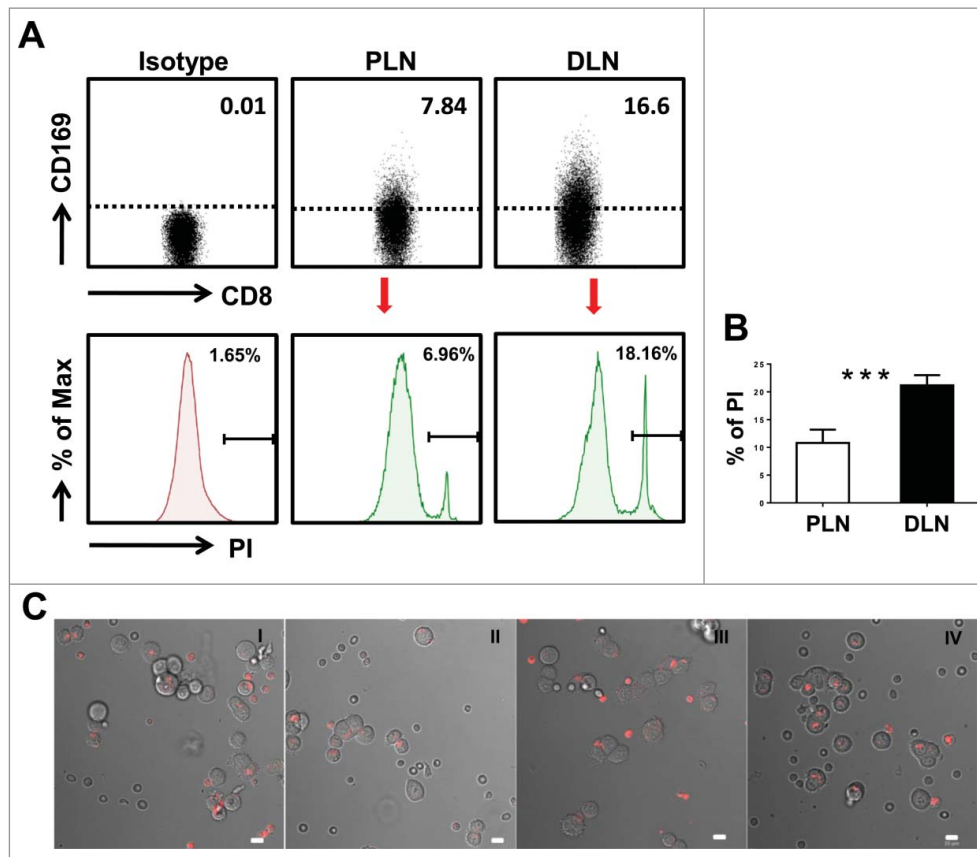 A
Isotype PLN DLN
0.01 7.84 16.6
CD169
CD8
1.65% 6.96% 18.16%
% of Max
PI
B
***
% of PI
25
20
15
10
5
0
PLN DLN
C
I II III IV